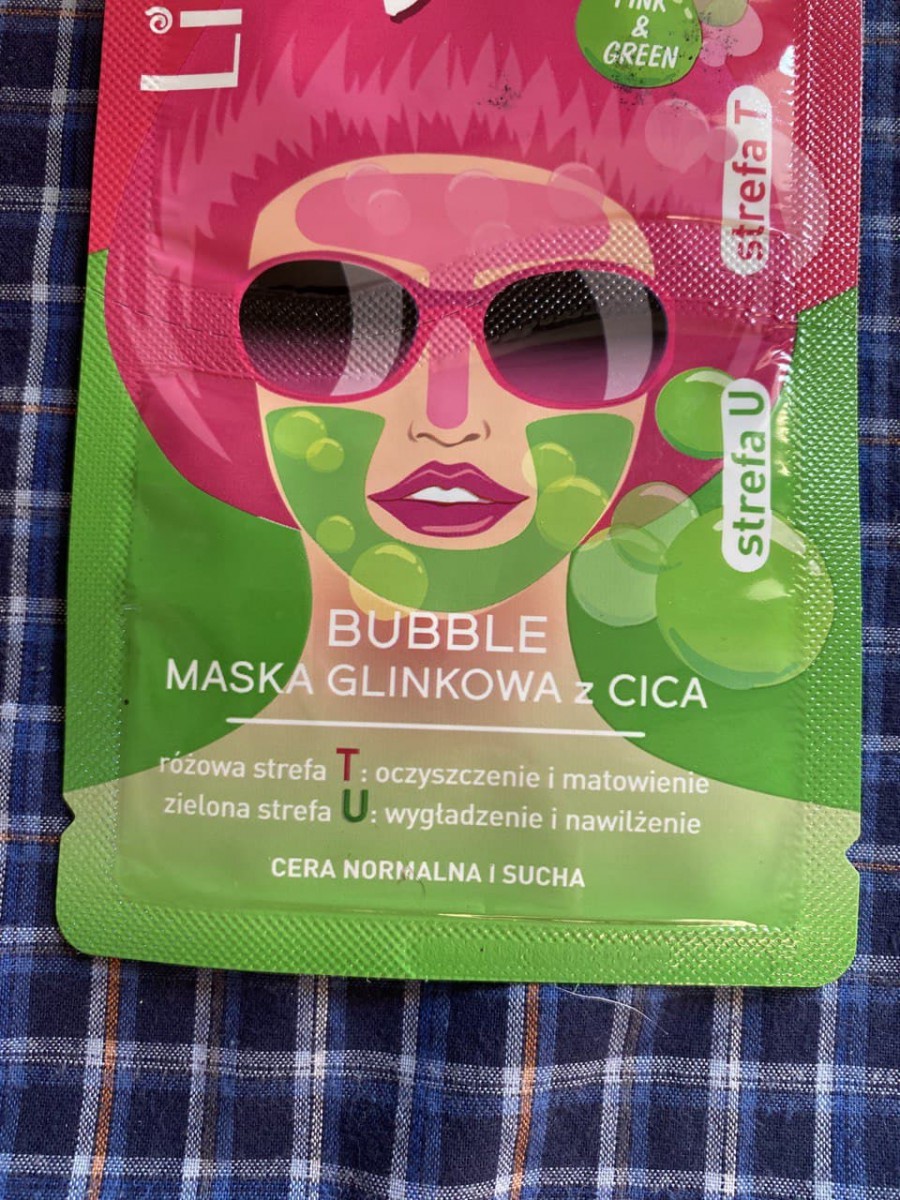 Li
PINK
&
GREEN
strefa T
strefa U
BUBBLE
MASKA GLINKOWA z CICA
różowa strefa T: oczyszczenie i matowienie
zielona strefa U: wygładzenie i nawilżenie
CERA NORMALNA I SUCHA